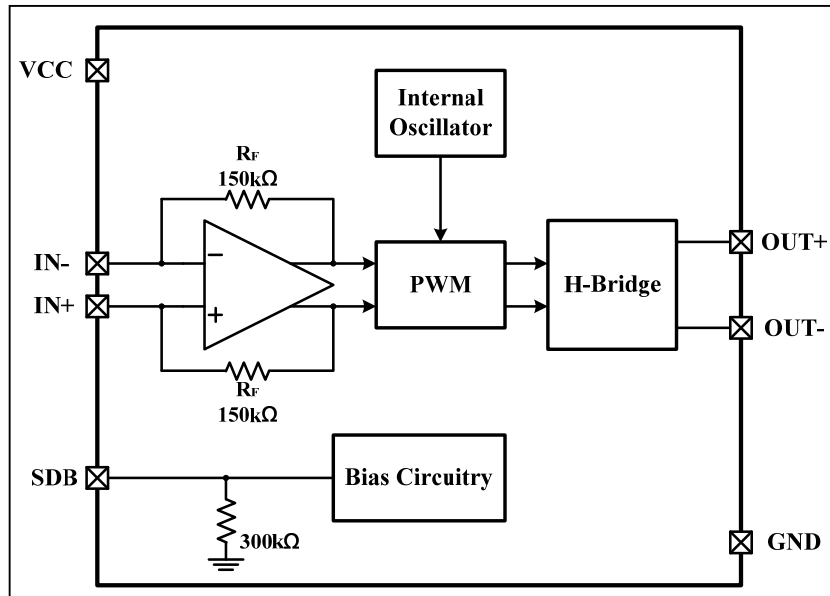 VCC
Internal
Oscillator
RF
150kΩ
IN-
−
IN+
+
PWM
H-Bridge
OUT+
OUT-
RF
150kΩ
SDB
Bias Circuitry
300kΩ
GND